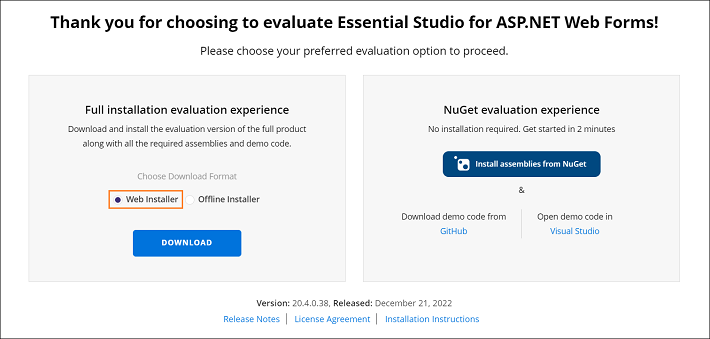 Thank you for choosing to evaluate Essential Studio for ASP.NET Web Forms!
Please choose your preferred evaluation option to proceed.
Full installation evaluation experience
Download and install the evaluation version of the full product
along with all the required assemblies and demo code.
Choose Download Format
Web Installer
Offline Installer
DOWNLOAD
NuGet evaluation experience
No installation required. Get started in 2 minutes
Install assemblies from NuGet
&
Download demo code from
GitHub
Open demo code in
Visual Studio
Version: 20.4.0.38, Released: December 21, 2022
Release Notes | License Agreement | Installation Instructions